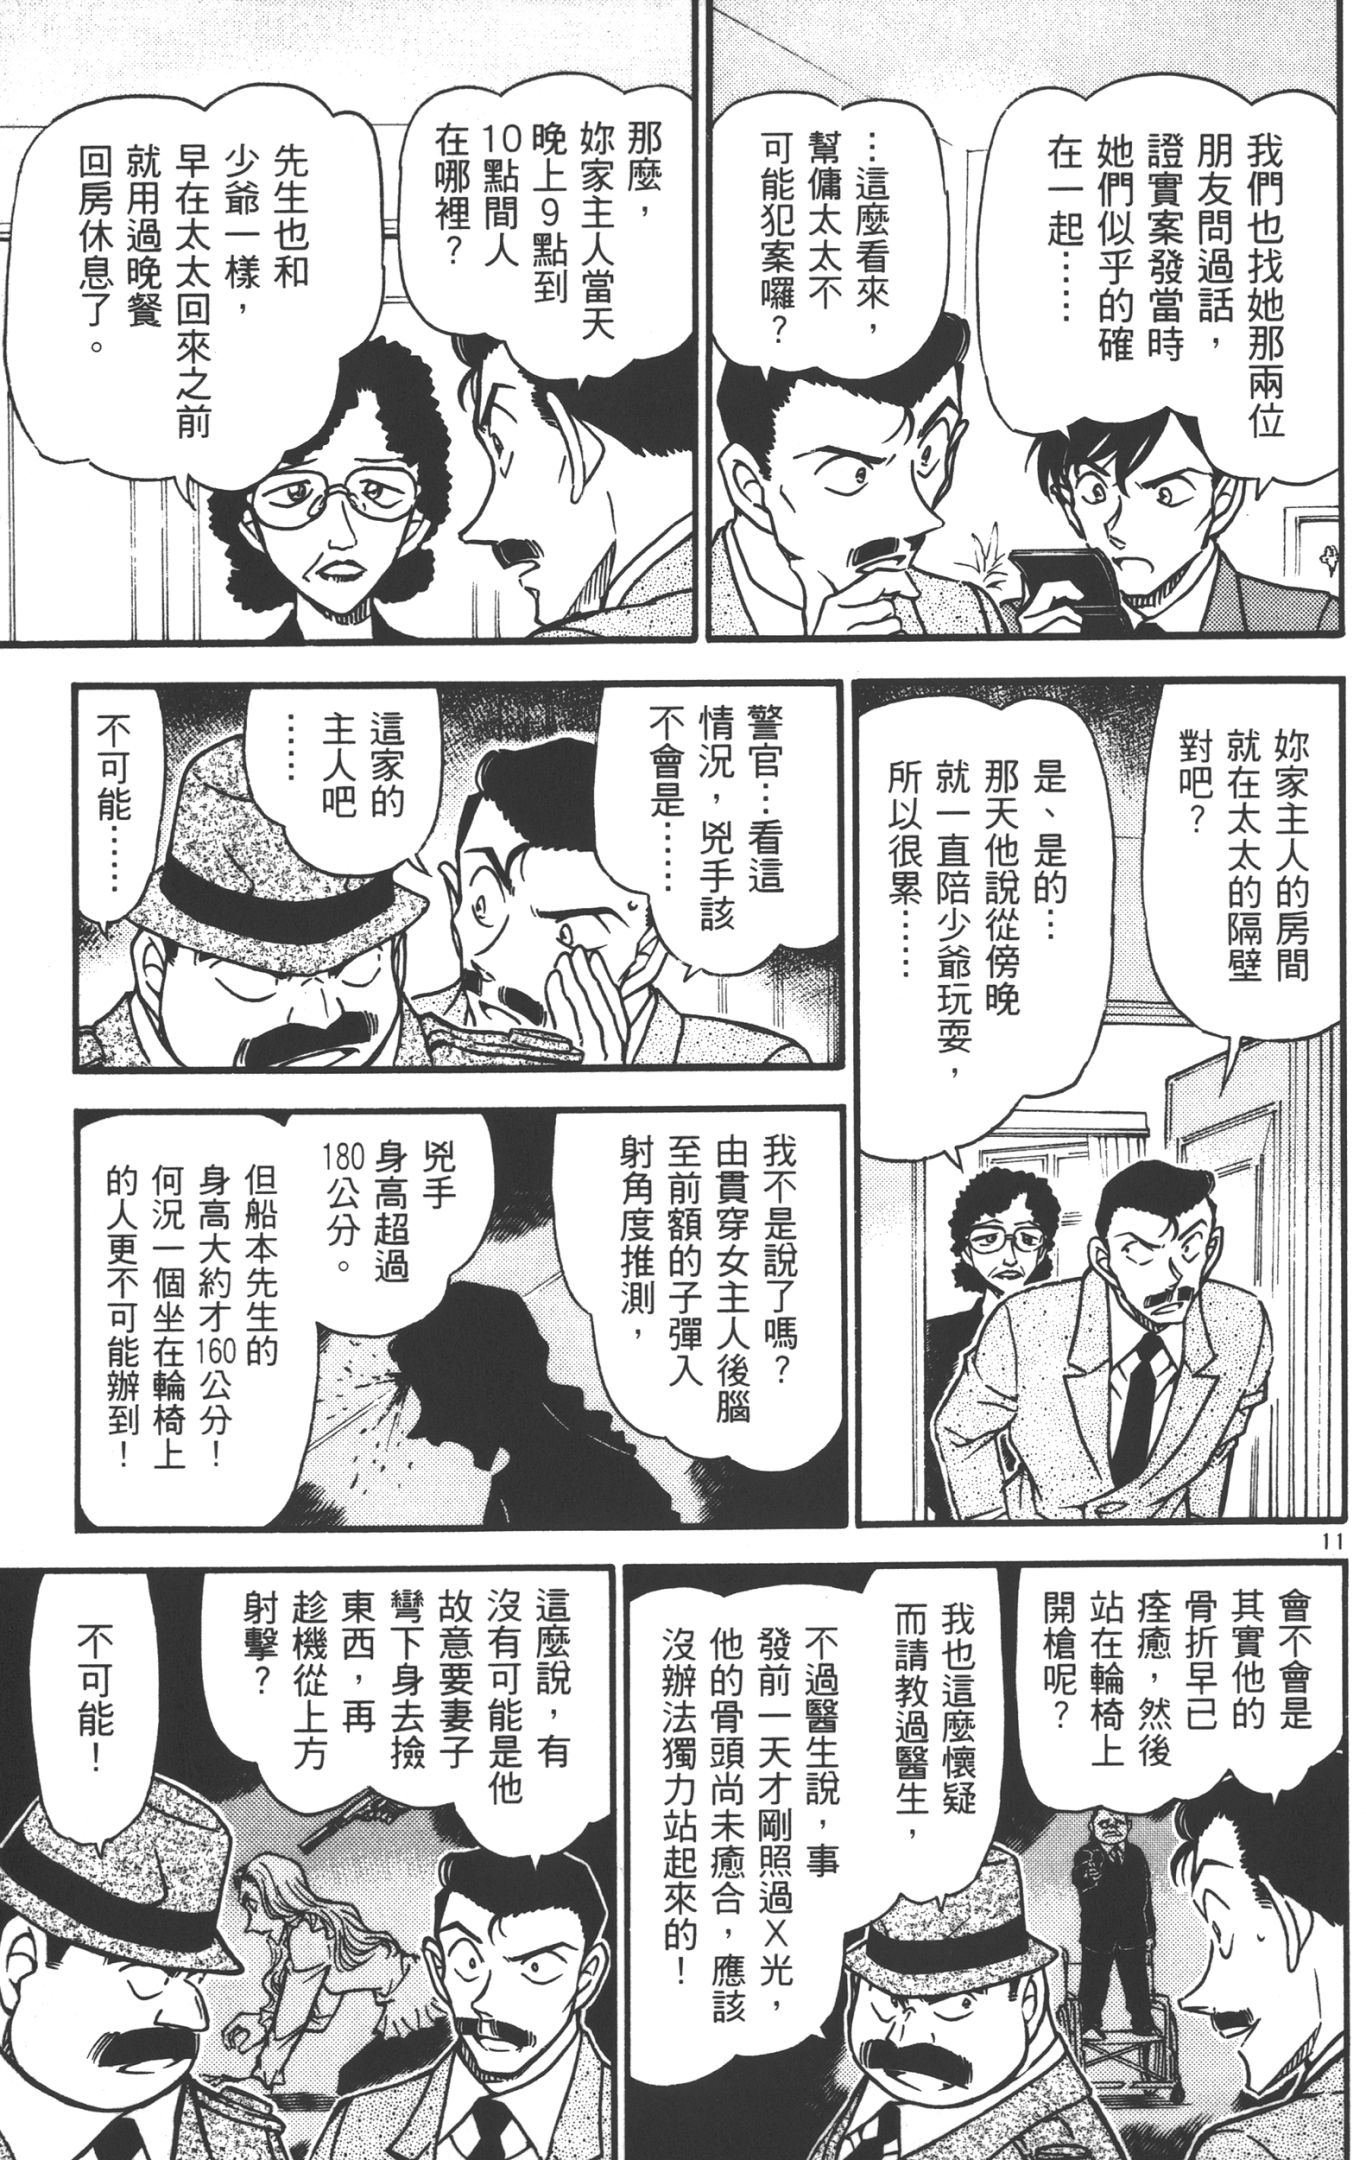 我們也找她那兩位
朋友問過話，
證實案發當時
她們似乎的確
在一起……
…這麼看來，
幫傭太太不
可能犯案囉？
那麼，
妳家主人當天
晚上9點到
10點間人
在哪裡？
先生也和
少爺一樣，
早在太太回來之前
就用過晚餐
回房休息了。
妳家主人的房間
就在太太的隔壁
對吧？
是、是的…
那天他說從傍晚
就一直陪少爺玩耍，
所以很累……
警官…看這
情況，兇手該
不會是……
這家的
主人吧
……
不可能……
我不是說了嗎？
由貫穿女主人後腦
至前額的子彈入
射角度推測，
兇手
身高超過
180公分。
但船本先生的
身高大約才160公分！
何況一個坐在輪椅上
的人更不可能辦到！
11
會不會是
其實他的
骨折早已
痊癒，然後
站在輪椅上
開槍呢？
我也這麼懷疑
而請教過醫生，
不過醫生說，事
發前一天才剛照過X光，
他的骨頭尚未癒合，應該
沒辦法獨力站起來的！
這麼說，有
沒有可能是他
故意要妻子
彎下身去撿
東西，再
趁機從上方
射擊？
不可能！